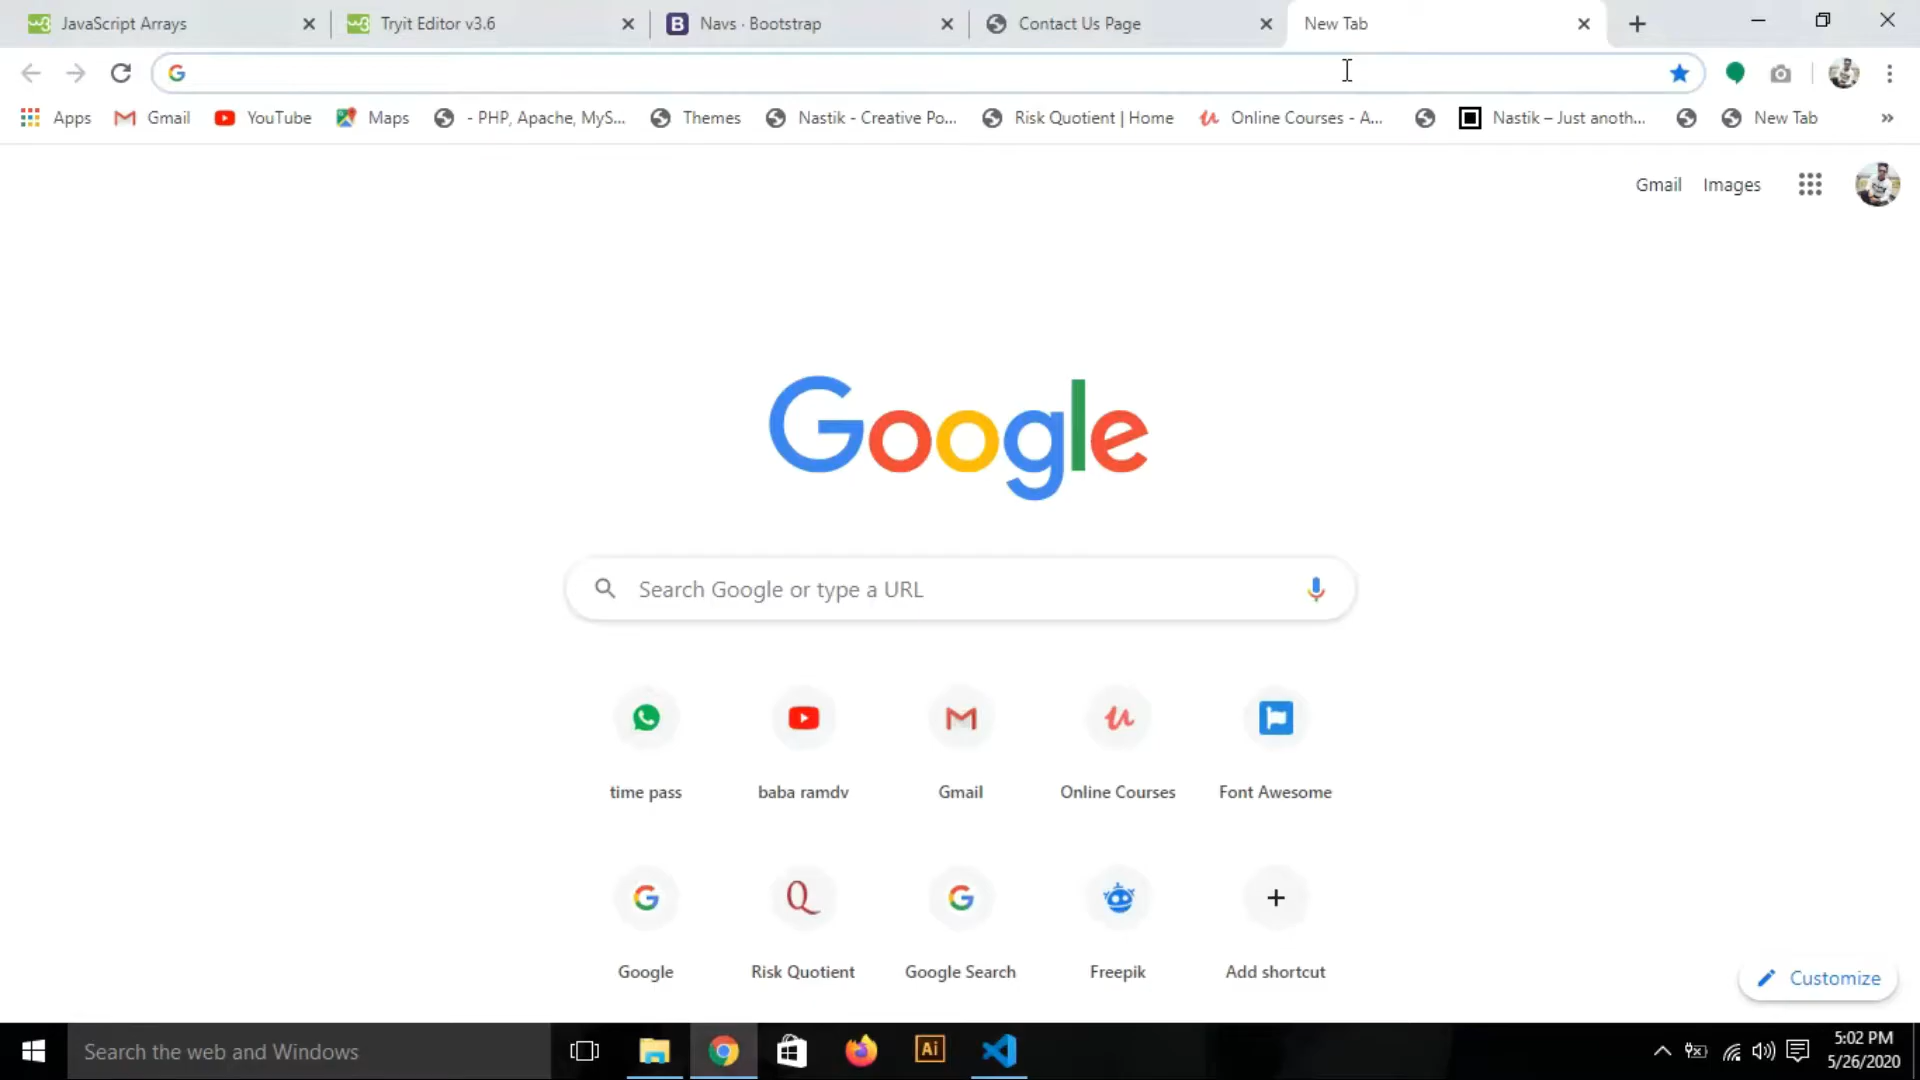 JavaScript Arrays
Tryit Editor v3.6
B Navs · Bootstrap
Contact Us Page
New Tab
Apps
Gmail
YouTube
Maps
- PHP, Apache, MyS...
Themes
Nastik - Creative Po...
Risk Quotient | Home
Online Courses - A...
Nastik – Just anoth...
New Tab
»
Gmail Images
Google
Search Google or type a URL
time pass
baba ramdv
Gmail
Online Courses
Font Awesome
Google
Risk Quotient
Google Search
Freepik
Add shortcut
Customize
Search the web and Windows
Ai
5:02 PM
5/26/2020